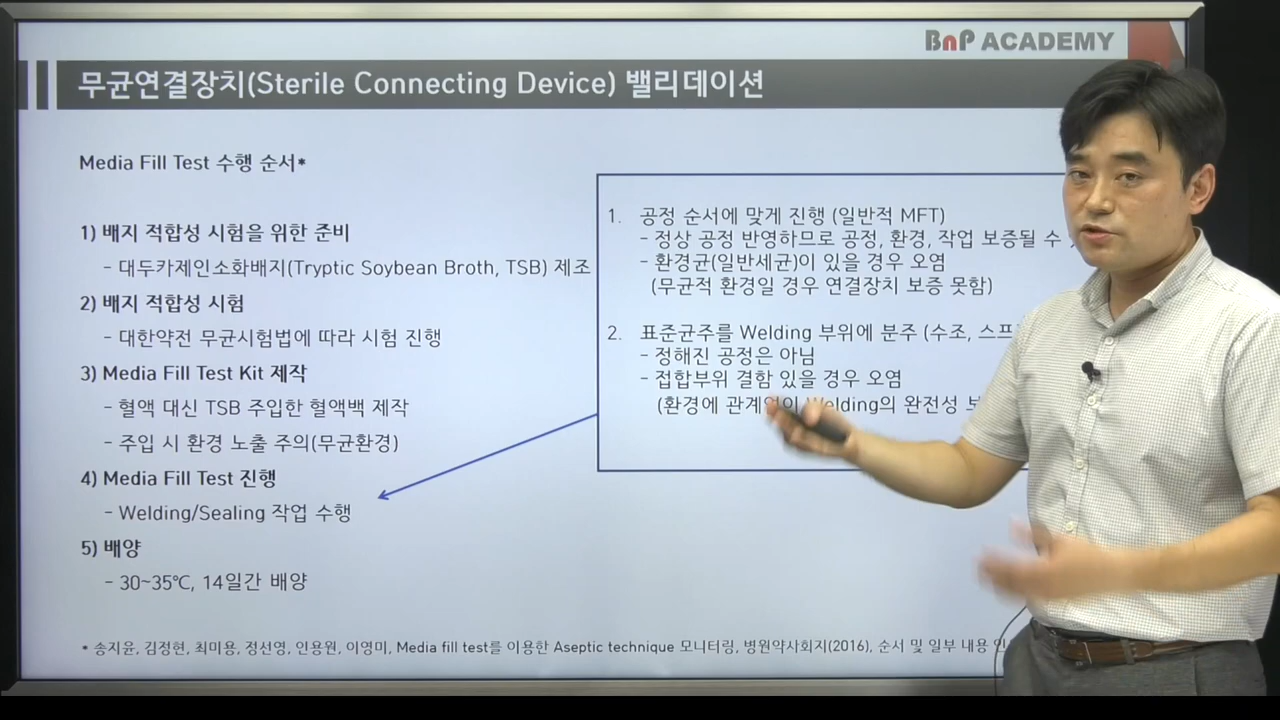 BnP ACADEMY
무균연결장치(Sterile Connecting Device) 밸리데이션
Media Fill Test 수행 순서*
1) 배지 적합성 시험을 위한 준비
- 대두카제인소화배지(Tryptic Soybean Broth, TSB) 제조
2) 배지 적합성 시험
- 대한약전 무균시험법에 따라 시험 진행
3) Media Fill Test Kit 제작
- 혈액 대신 TSB 주입한 혈액백 제작
- 주입 시 환경 노출 주의(무균환경)
4) Media Fill Test 진행
- Welding/Sealing 작업 수행
5) 배양
- 30~35℃, 14일간 배양
1. 공정 순서에 맞게 진행 (일반적 MFT)
- 정상 공정 반영하므로 공정, 환경, 작업 보증될 수
- 환경균(일반세균)이 있을 경우 오염
(무균적 환경일 경우 연결장치 보증 못함)
2. 표준균주를 Welding 부위에 분주 (수조,
- 정해진 공정은 아님
- 접합부위 결함 있을 경우 오염
(환경에 Welding의 완전성
* 송지윤, 김정현, 최미용, 정선영, 인용원, 이영미, Media fill test를 이용한 Aseptic technique 모니터링, 병원약사회지(2016), 순서 및 일부 내용